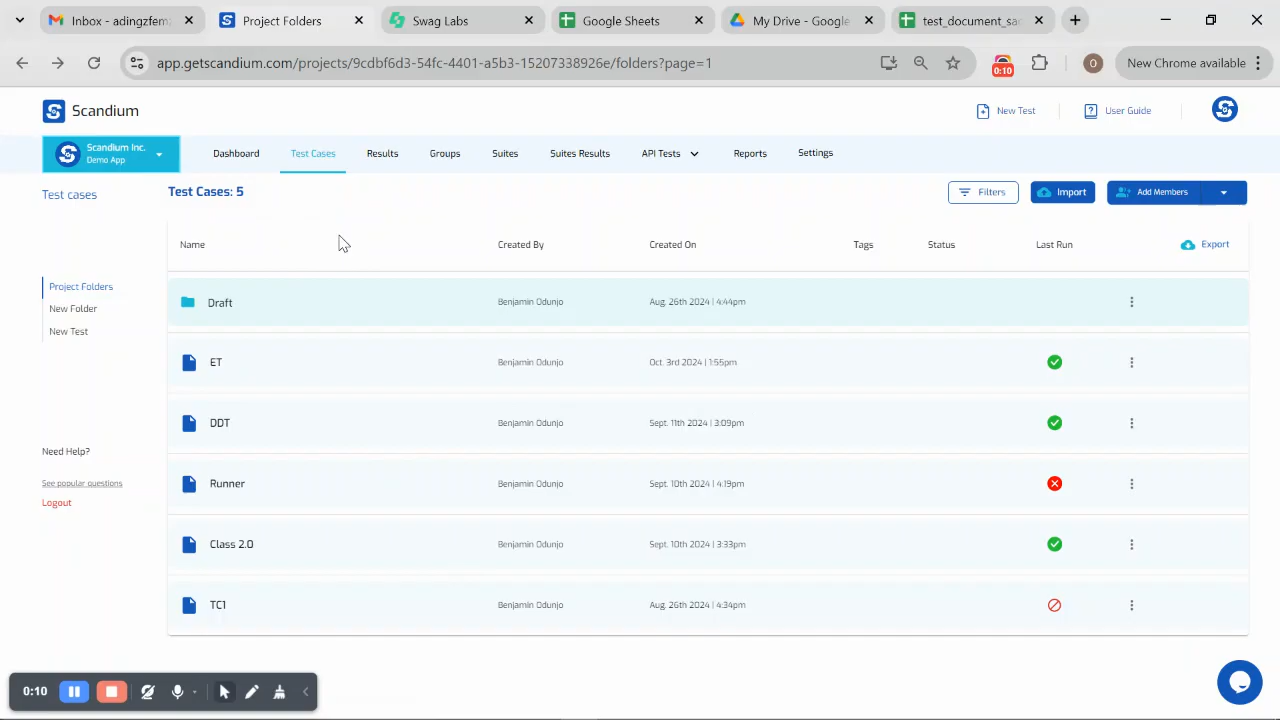 Inbox - adingzfem
Project Folders
Swag Labs
Google Sheets
My Drive - Google
test_document_sa
app.getscandium.com/projects/9cdbf6d3-54fc-4401-a5b3-15207338926e/folders?page=1
0:10
O
New Chrome available
Scandium
New Test
User Guide
Scandium Inc.
Demo App
Dashboard
Test Cases
Results
Groups
Suites
Suites Results
API Tests
Reports
Settings
Test cases
Test Cases: 5
Filters
Import
Add Members
Name
Created By
Created On
Tags
Status
Last Run
Export
Project Folders
New Folder
New Test
Draft
Benjamin Odunjo
Aug. 26th 2024 | 4:44pm
ET
Benjamin Odunjo
Oct. 3rd 2024 | 1:55pm
DDT
Benjamin Odunjo
Sept. 11th 2024 | 3:09pm
Need Help?
See popular questions
Logout
Runner
Benjamin Odunjo
Sept. 10th 2024 | 4:19pm
Class 2.0
Benjamin Odunjo
Sept. 10th 2024 | 3:33pm
TC1
Benjamin Odunjo
Aug. 26th 2024 | 4:34pm
0:10